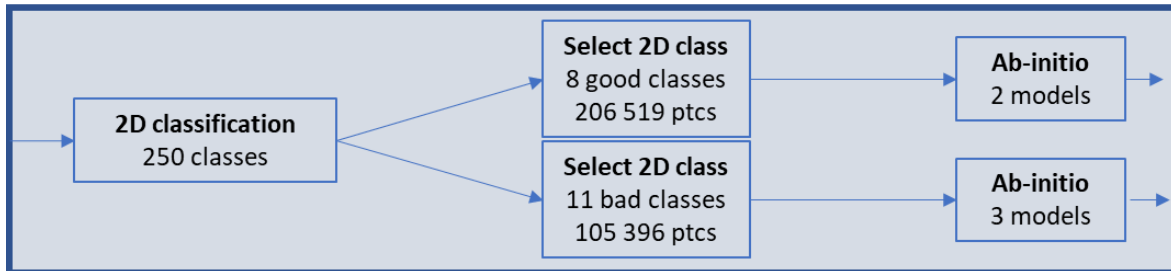 2D classification
250 classes
Select 2D class
8 good classes
206 519 ptcs
Select 2D class
11 bad classes
105 396 ptcs
Ab-initio
2 models
Ab-initio
3 models